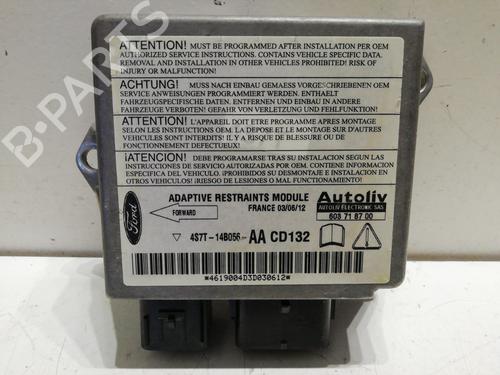 ATTENTION! MUST BE PROGRAMMED AFTER INSTALLATION PER OEM
AUTHORIZED SERVICE INSTRUCTIONS. CAUTION! SPECIFIC VEHICLE DATA.
REMOVAL AND INSTALLATION IN OTHER VEHICLES PROHIBITED! RISK OF
INJURY OR MALFUNCTION!
ACHTUNG! MUSS NACH EINBAU GEMAESS VORGESCHRIEBENEN OEM
SERVICE ANWEISUNGEN PROGRAMMIERT WERDEN. ENTHAELT
FAHRZEUGSPEZIFISCHE DATEN. ENTFERNEN UND EINBAU IN ANDERE
FAHRZEUGE VERBOTEN! GEFAHR VON VERLETZUNG UND FEHLFUNKTION!
ATTENTION! L'APPAREIL DOIT ETRE PROGRAMME APRES MONTAGE
SELON LES INSTRUCTIONS OEM. LA DEPOSE ET LE MONTAGE SUR D'AUTRES
VEHICULES SONT INTERDITS! IL Y A RISQUE DE BLESSURE OU DE
FONCTIONNEMENT DEFECTUEUX!
¡ATENCION! DEBE PROGRAMARSE TRAS SU INSTALACION SEGUN LAS
INSTRUCCIONES DE SERVICIO AUTORIZADAS POR OEM. CONTIENE INFORMACION
ESPECIFICA DEL VEHICULO. ¡PROHIBIDO SU DESMONTAJE E INSTALACION
EN OTROS VEHICULOS! ¡RIESGO DE LESIONES O MAL FUNCIONAMIENTO!
ADAPTIVE RESTRAINTS MODULE
FRANCE 03/06/12
Autoliv
AUTOLIV ELECTRONIC SAS
603 71 87 00
FORWARD
Ford
4S7T-14B056-AA CD132
*4619004D3D030612*
B-PARTS